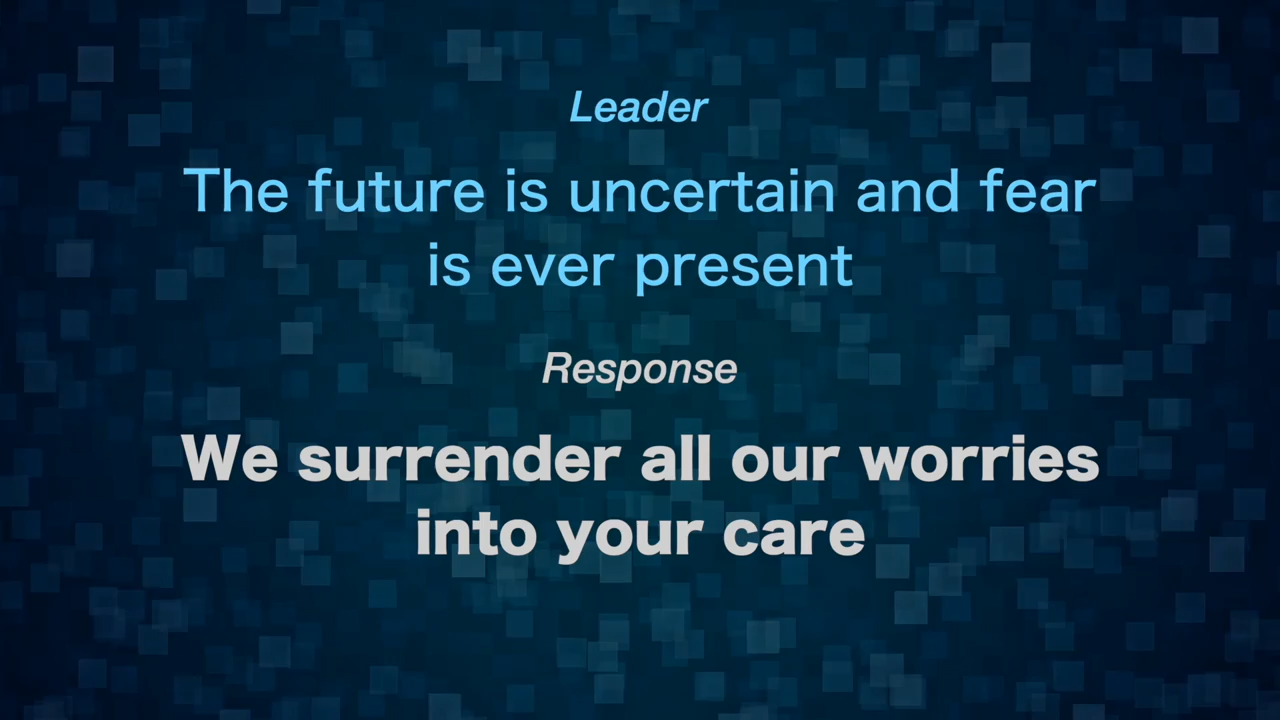 Leader
The future is uncertain and fear
is ever present
Response
We surrender all our worries
into your care